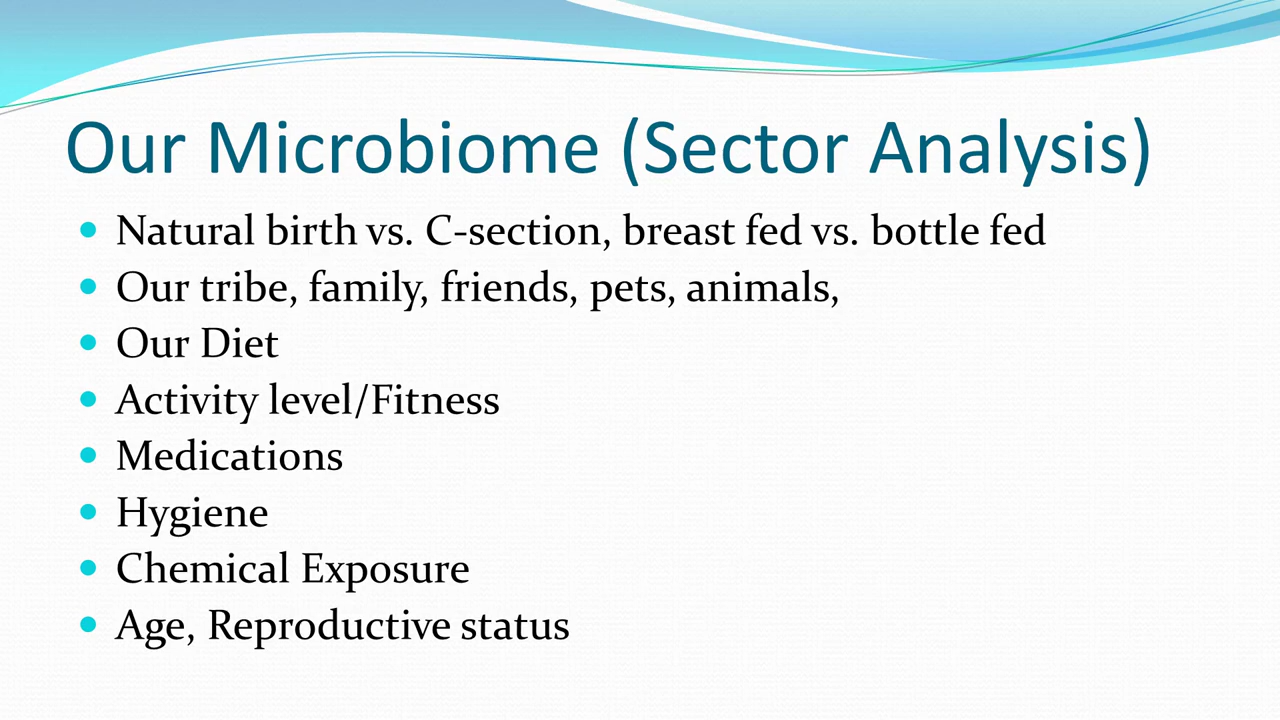 Our Microbiome (Sector Analysis)
• Natural birth vs. C-section, breast fed vs. bottle fed
• Our tribe, family, friends, pets, animals,
• Our Diet
• Activity level/Fitness
• Medications
• Hygiene
• Chemical Exposure
• Age, Reproductive status